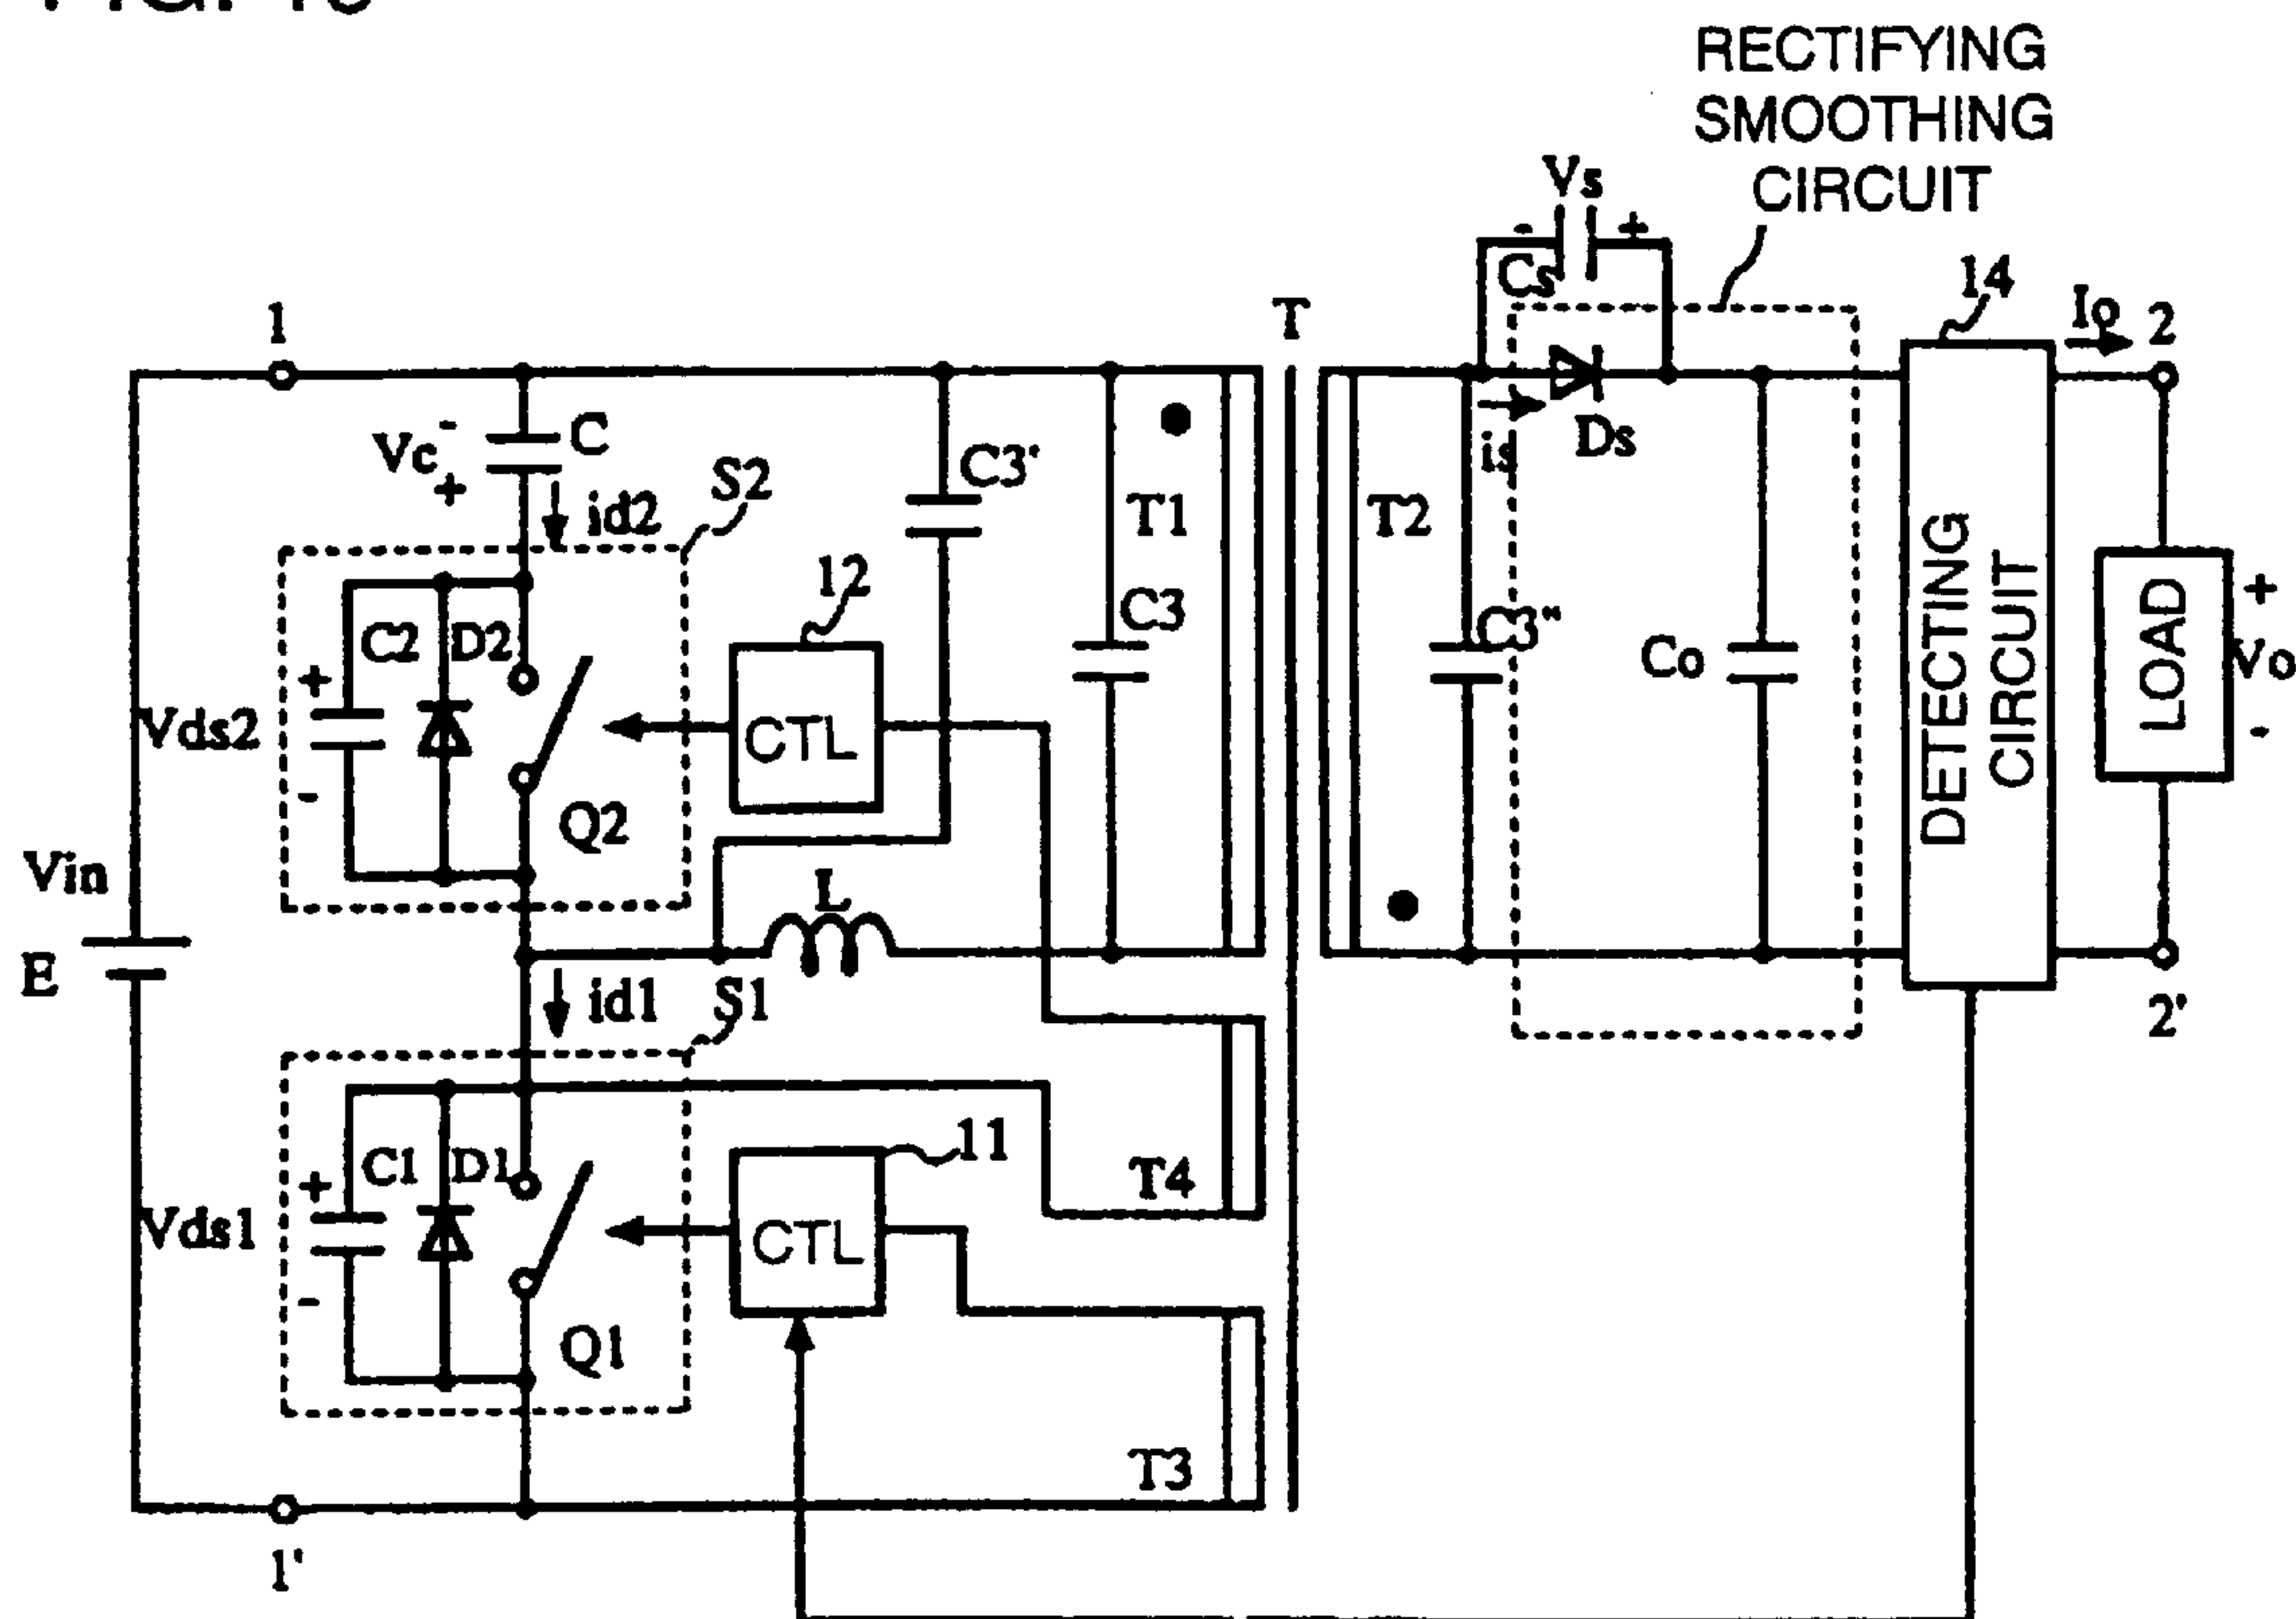 RECTIFYING
SMOOTHING
CIRCUIT
Vs
- +
Cs
14
Io
2
1
T
Vc
-
+
C
id2
S2
C3'
T1
T2
is
Ds
12
C2
D2
C3
C3"
Co
DETECTING
CIRCUIT
LOAD
+
Vo
-
+
Vds2
-
CTL
Q2
Vin
E
L
id1
S1
2'
11
C1
D1
T4
+
Vds1
-
CTL
Q1
T3
1'